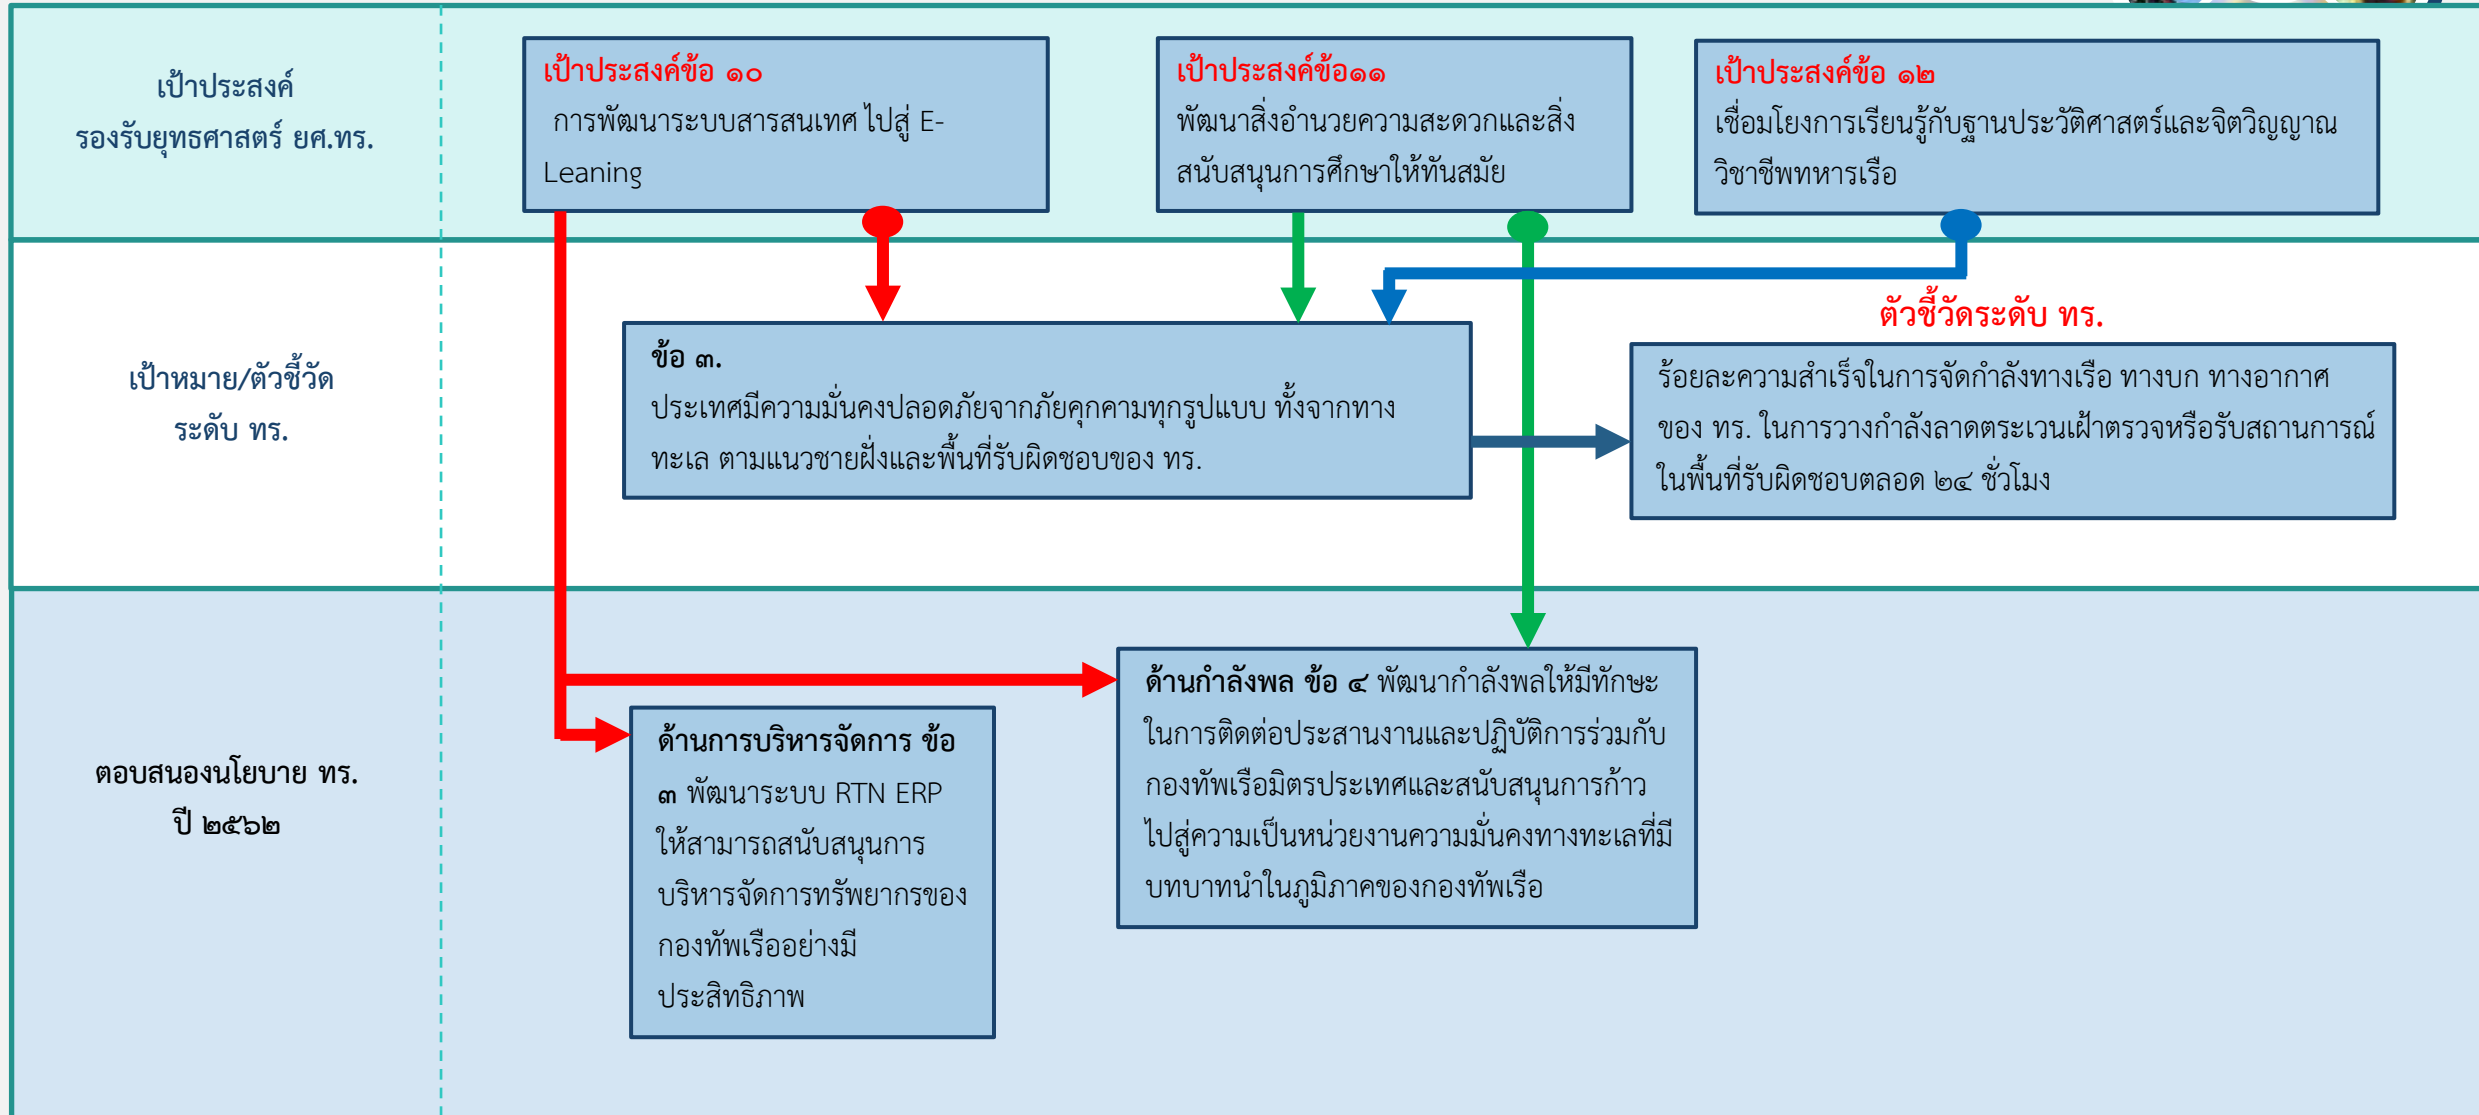 เป้าประสงค์
รองรับยุทธศาสตร์ ยศ.ทร.
เป้าประสงค์ข้อ ๑๐
การพัฒนาระบบสารสนเทศ ไปสู่ E-
Leaning
เป้าประสงค์ข้อ๑๑
พัฒนาสิ่งอำนวยความสะดวกและสิ่ง
สนับสนุนการศึกษาให้ทันสมัย
เป้าประสงค์ข้อ ๑๒
เชื่อมโยงการเรียนรู้กับฐานประวัติศาสตร์และจิตวิญญาณ
วิชาชีพทหารเรือ
เป้าหมาย/ตัวชี้วัด
ระดับ ทร.
ข้อ ๓.
ประเทศมีความมั่นคงปลอดภัยจากภัยคุกคามทุกรูปแบบ ทั้งจากทาง
ทะเล ตามแนวชายฝั่งและพื้นที่รับผิดชอบของ ทร.
ตัวชี้วัดระดับ ทร.
ร้อยละความสำเร็จในการจัดกำลังทางเรือ ทางบก ทางอากาศ
ของ ทร. ในการวางกำลังลาดตระเวนเฝ้าตรวจหรือรับสถานการณ์
ในพื้นที่รับผิดชอบตลอด ๒๔ ชั่วโมง
ตอบสนองนโยบาย ทร.
ปี ๒๕๖๒
ด้านการบริหารจัดการ ข้อ
๓ พัฒนาระบบ RTN ERP
ให้สามารถสนับสนุนการ
บริหารจัดการทรัพยากรของ
กองทัพเรืออย่างมี
ประสิทธิภาพ
ด้านกำลังพล ข้อ ๔ พัฒนากำลังพลให้มีทักษะ
ในการติดต่อประสานงานและปฏิบัติการร่วมกับ
กองทัพเรือมิตรประเทศและสนับสนุนการก้าว
ไปสู่ความเป็นหน่วยงานความมั่นคงทางทะเลที่มี
บทบาทนำในภูมิภาคของกองทัพเรือ